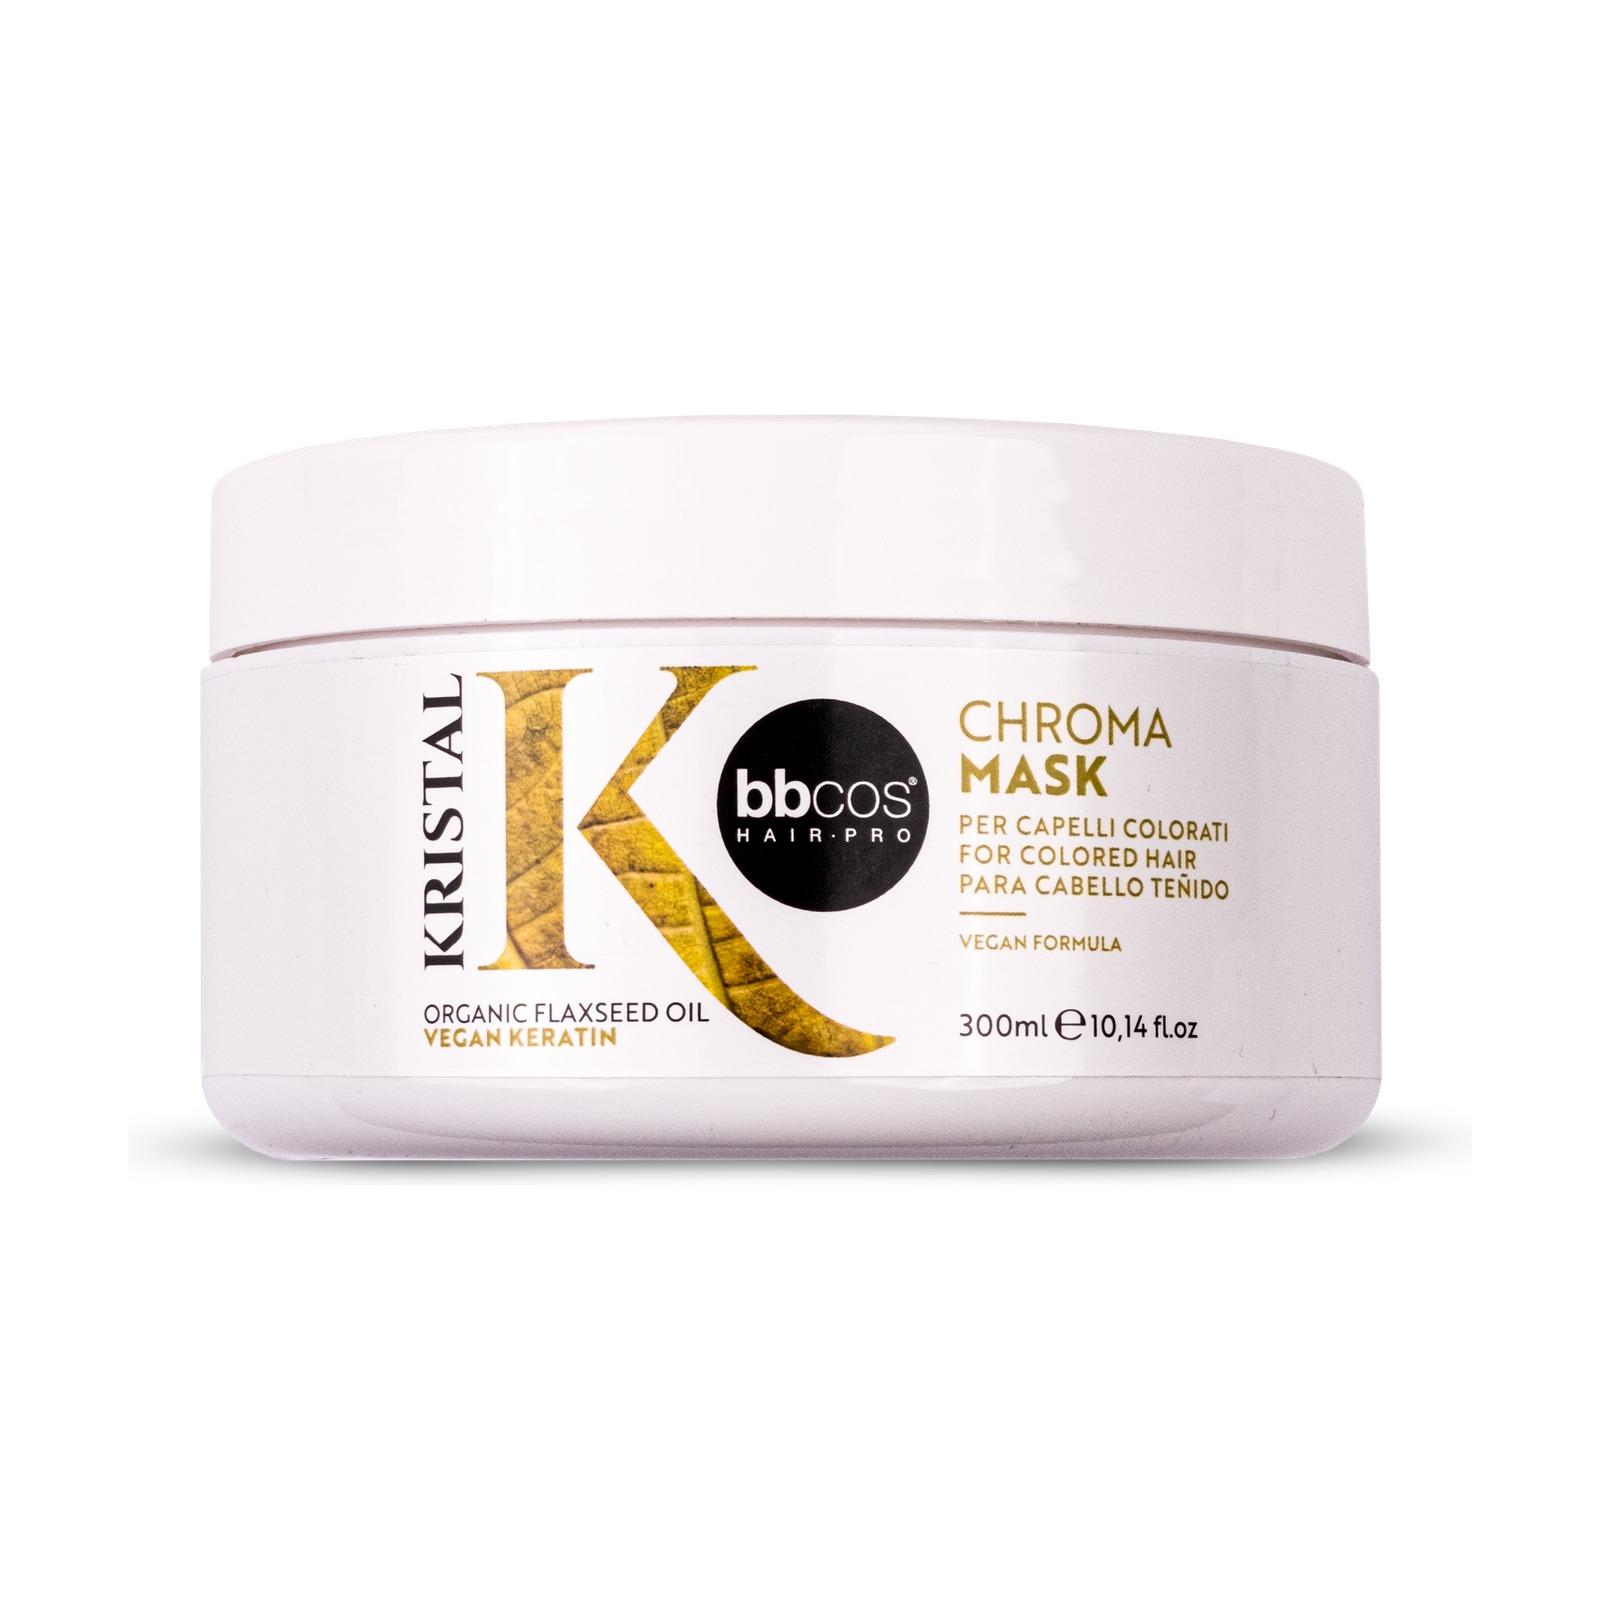 KRISTAL
K
bbcos®
HAIR·PRO
ORGANIC FLAXSEED OIL
VEGAN KERATIN
CHROMA
MASK
PER CAPELLI COLORATI
FOR COLORED HAIR
PARA CABELLO TEÑIDO
VEGAN FORMULA
300ml ℮ 10,14 fl.oz